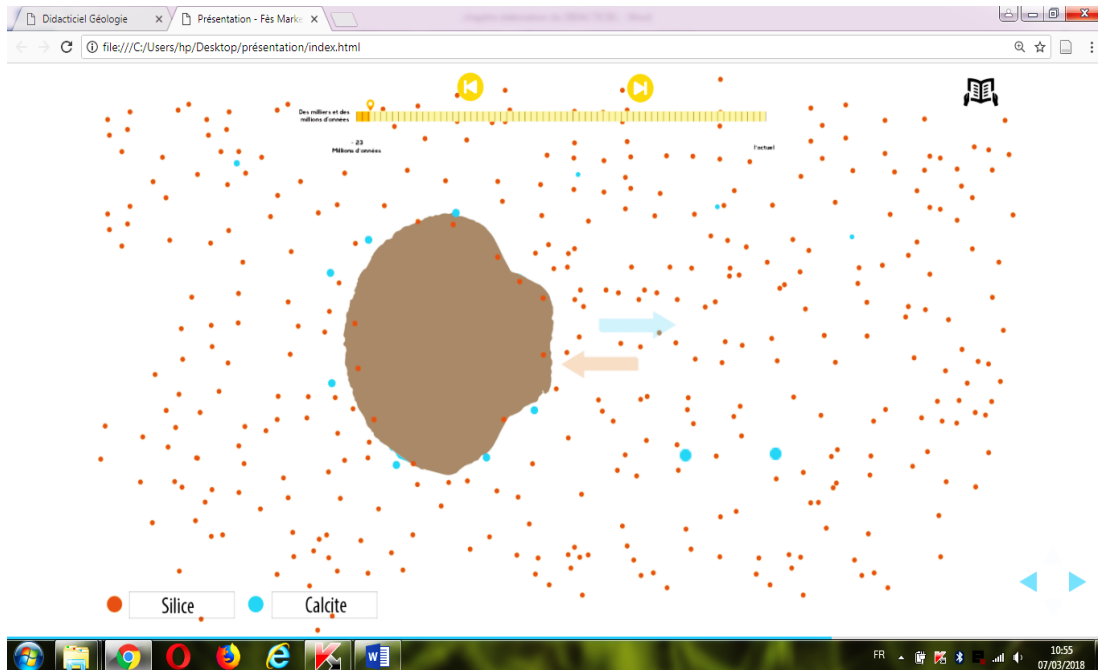 Didacticiel Géologie
Présentation - Fès Marke
file:///C:/Users/hp/Desktop/présentation/index.html
Des milliers et des
millions d'années
- 23
Millions d'années
l'actuel
Silice
Calcite
FR
10:55
07/03/2018